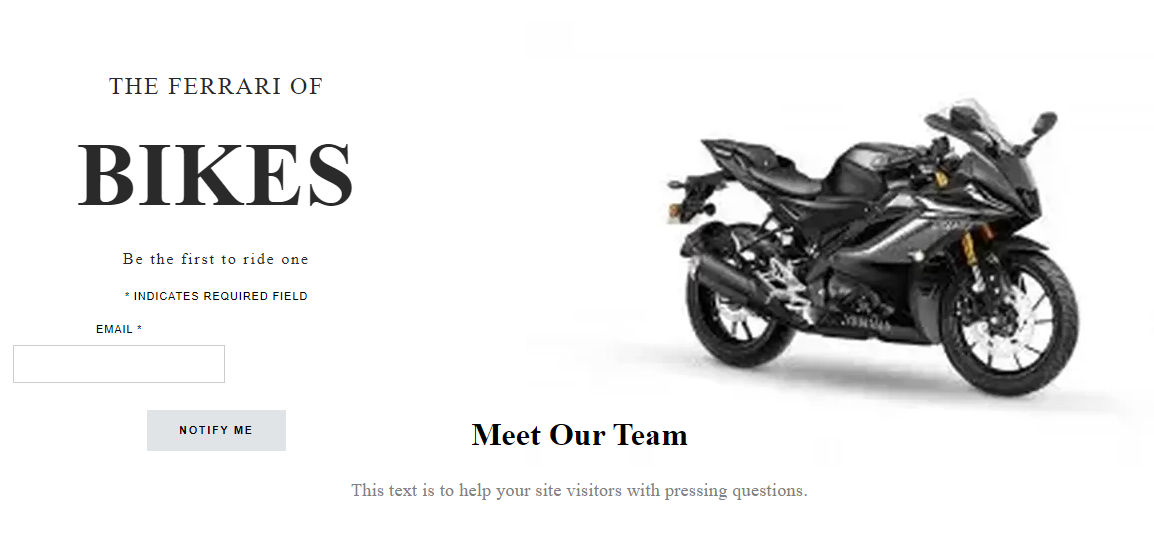 THE FERRARI OF
BIKES
Be the first to ride one
* INDICATES REQUIRED FIELD
EMAIL *
NOTIFY ME
Meet Our Team
This text is to help your site visitors with pressing questions.
YAMAHA